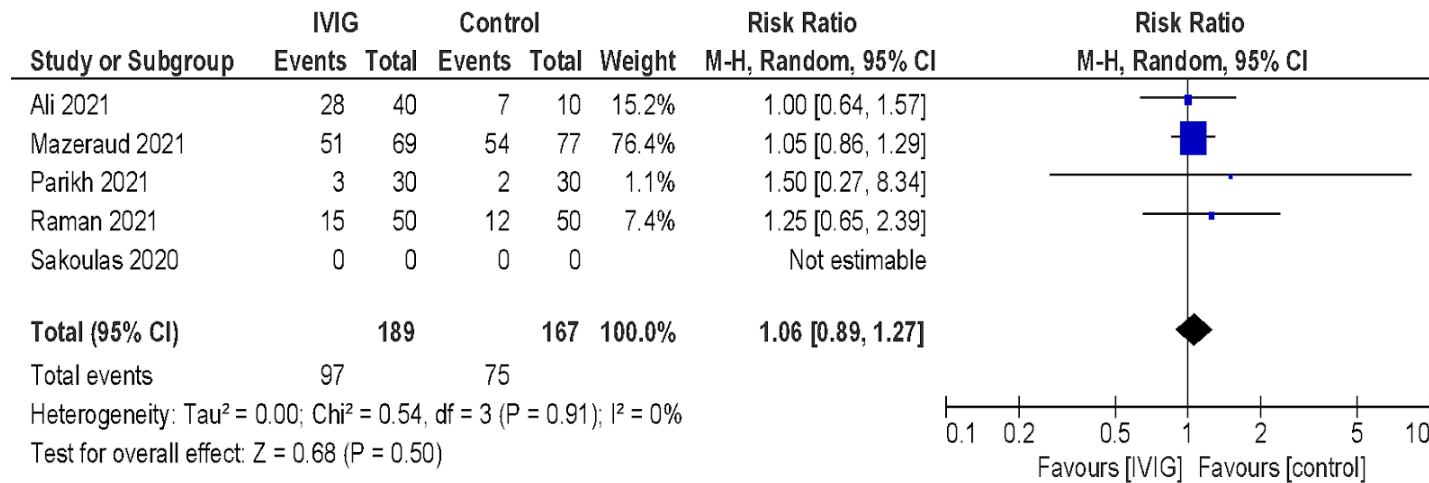 IVIG Control Risk Ratio Risk Ratio
Study or Subgroup Events Total Events Total Weight M-H, Random, 95% CI M-H, Random, 95% CI
Ali 2021 28 40 7 10 15.2% 1.00 [0.64, 1.57]
Mazeraud 2021 51 69 54 77 76.4% 1.05 [0.86, 1.29]
Parikh 2021 3 30 2 30 1.1% 1.50 [0.27, 8.34]
Raman 2021 15 50 12 50 7.4% 1.25 [0.65, 2.39]
Sakoulas 2020 0 0 0 0 Not estimable
Total (95% CI) 189 167 100.0% 1.06 [0.89, 1.27]
Total events 97 75
Heterogeneity: Tau² = 0.00; Chi² = 0.54, df = 3 (P = 0.91); I² = 0%
Test for overall effect: Z = 0.68 (P = 0.50)
0.1 0.2 0.5 1 2 5 10
Favours [IVIG] Favours [control]